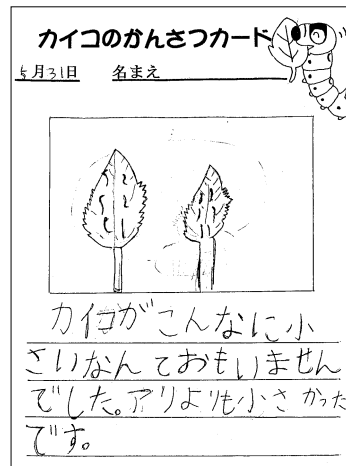 カイコのかんさつカード
5月31日 名まえ
カイコがこんなに小
さいなんておもいません
でした。アリよりも小さかった
です。